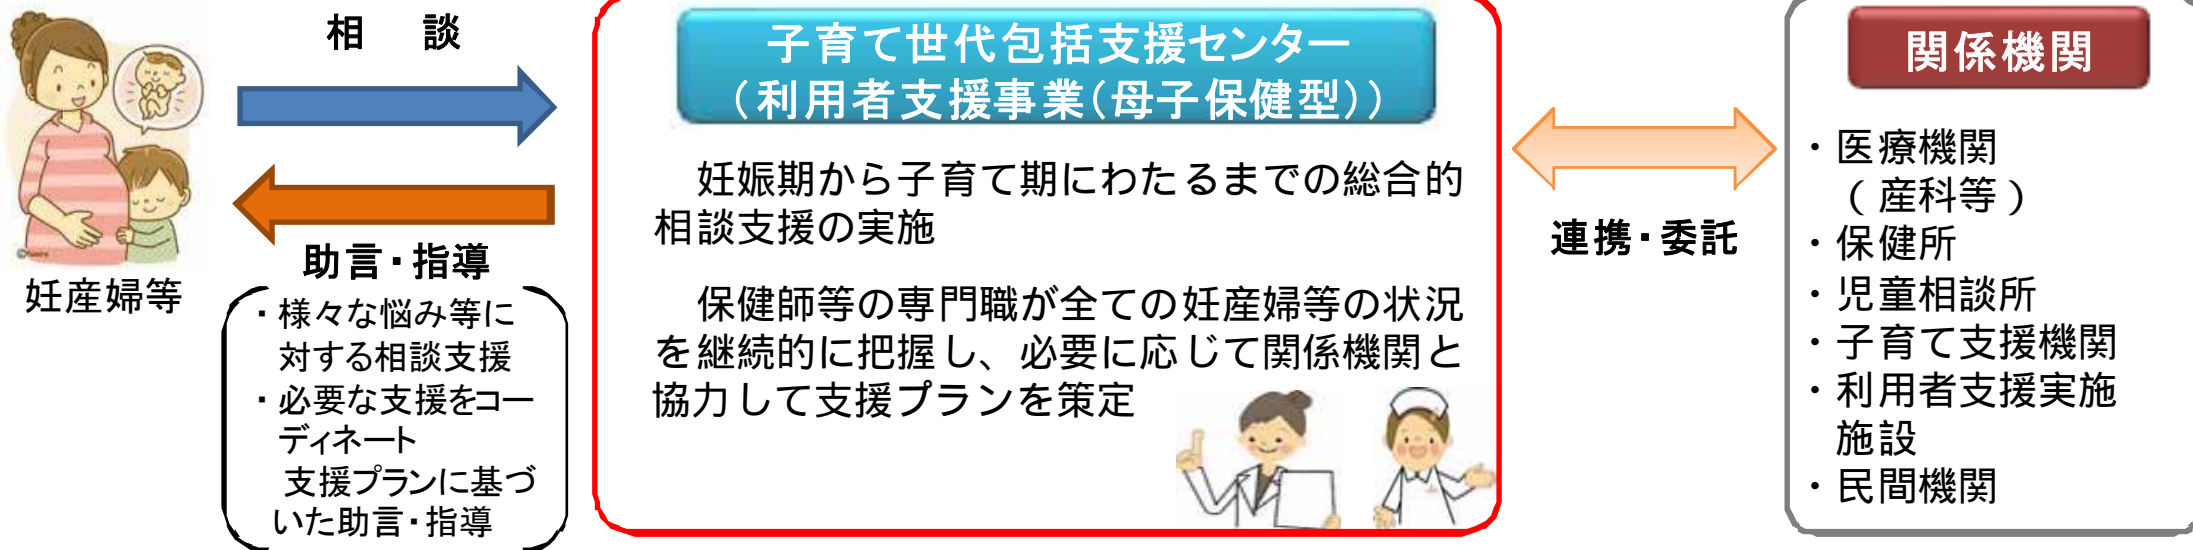 相　談
助言・指導
妊産婦等
・様々な悩み等に
対する相談支援
・必要な支援をコー
ディネート
支援プランに基づ
いた助言・指導
子育て世代包括支援センター
（利用者支援事業（母子保健型））
妊娠期から子育て期にわたるまでの総合的
相談支援の実施
保健師等の専門職が全ての妊産婦等の状況
を継続的に把握し、必要に応じて関係機関と
協力して支援プランを策定
連携・委託
関係機関
・医療機関
（産科等）
・保健所
・児童相談所
・子育て支援機関
・利用者支援実施
施設
・民間機関